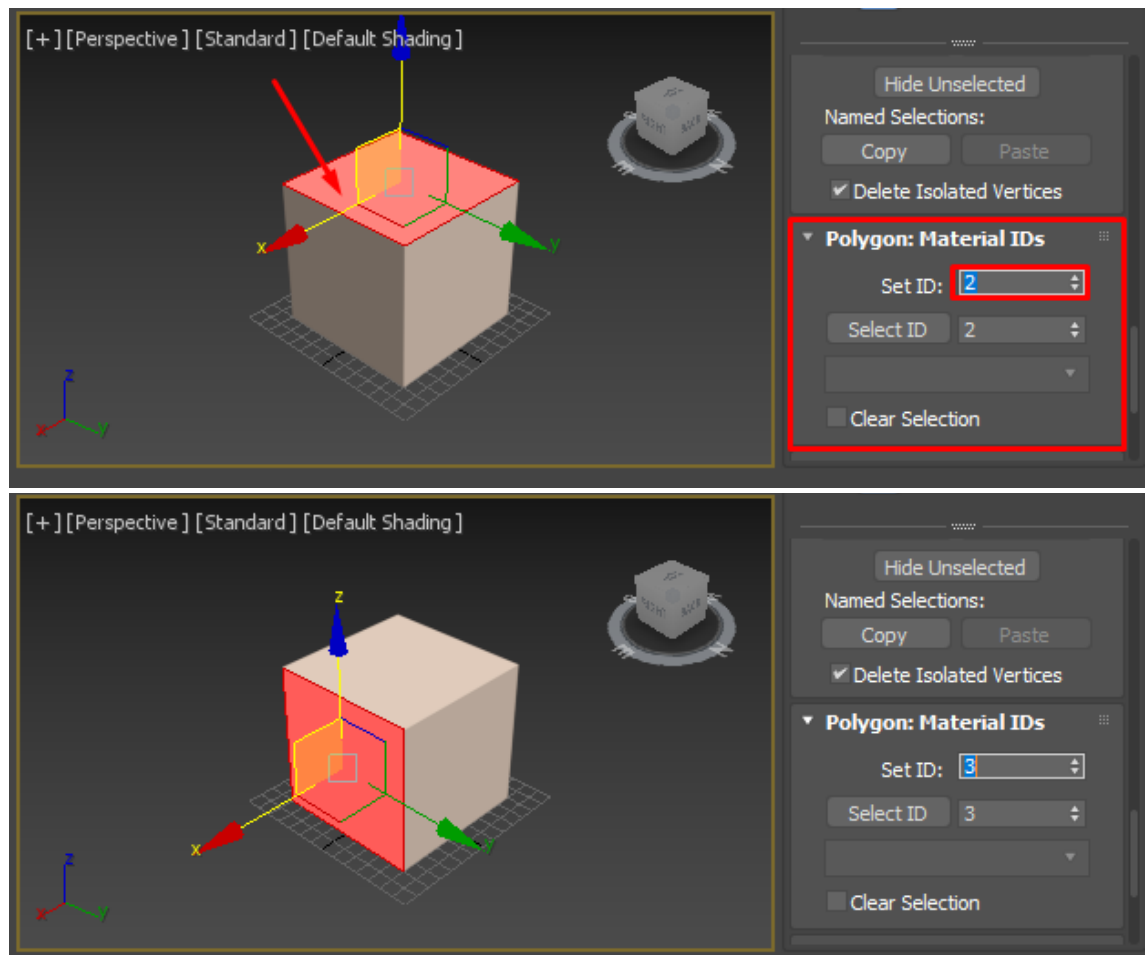 [+] [Perspective] [Standard] [Default Shading]
Hide Unselected
Named Selections:
Copy Paste
Delete Isolated Vertices
Polygon: Material IDs
Set ID: 2
Select ID 2
Clear Selection
x
y
z
x
y
[+] [Perspective] [Standard] [Default Shading]
Hide Unselected
Named Selections:
Copy Paste
Delete Isolated Vertices
Polygon: Material IDs
Set ID: 3
Select ID 3
Clear Selection
z
x
y
z
x
y